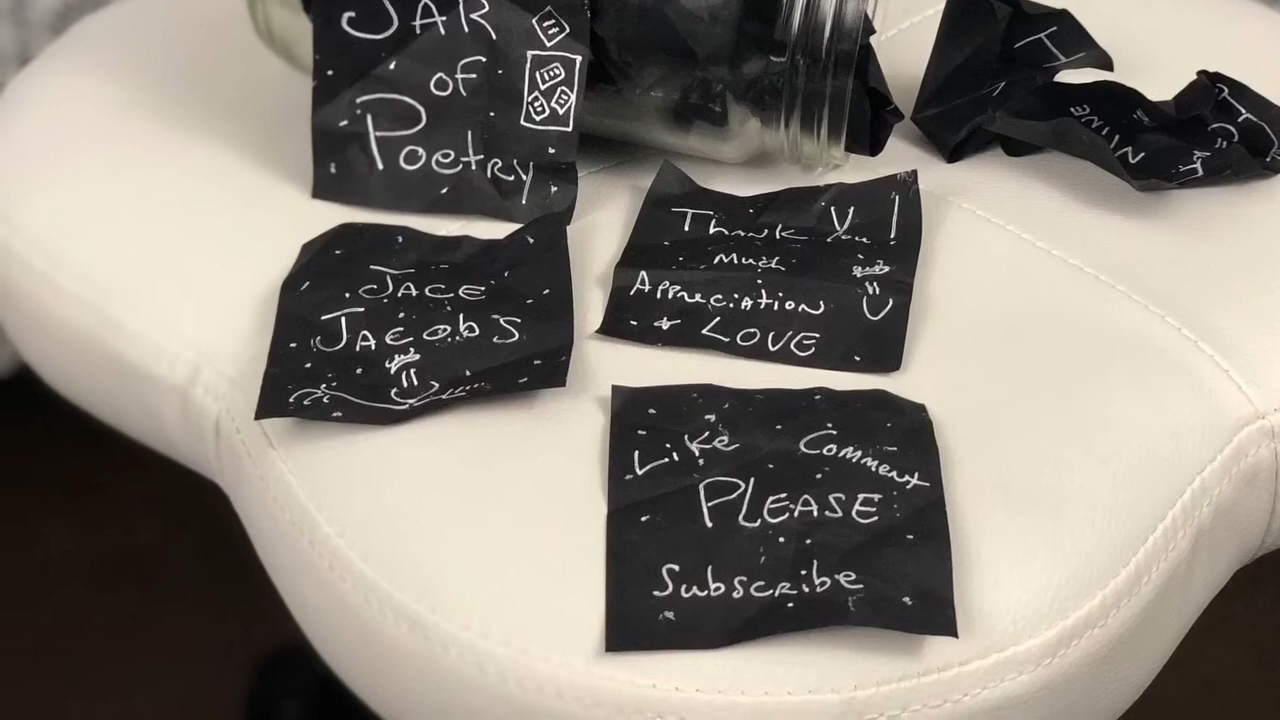 JAR
of
Poetry
JACE
JACobS
THANK You!
Much
APPreCiATiON
+ LOVE
Like Comment
PLEASE
Subscribe